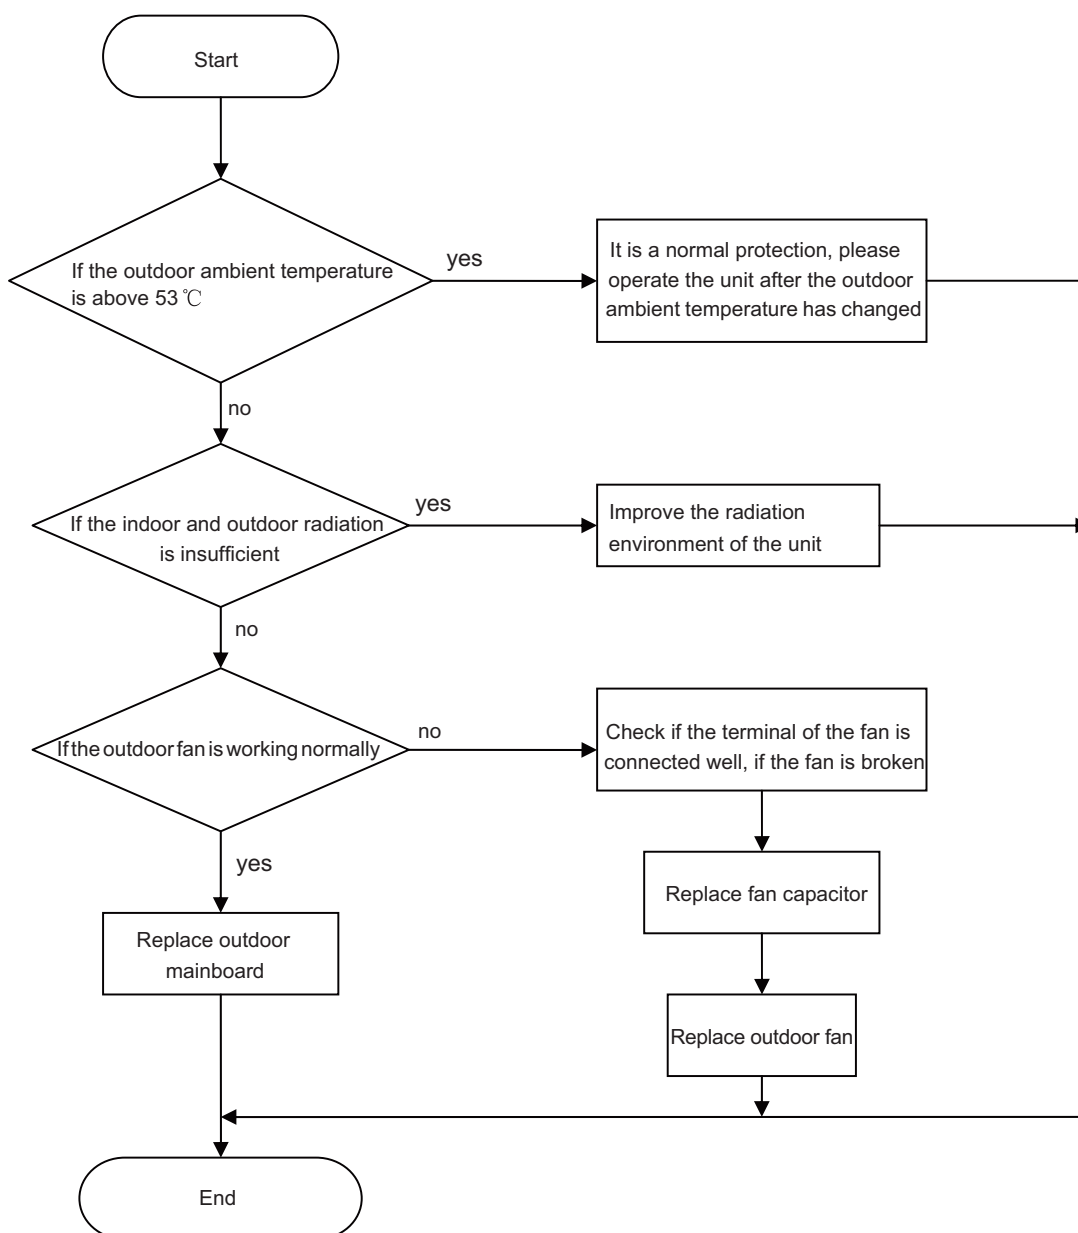 Start
If the outdoor ambient temperature
is above 53 ℃
yes
It is a normal protection, please
operate the unit after the outdoor
ambient temperature has changed
no
If the indoor and outdoor radiation
is insufficient
yes
Improve the radiation
environment of the unit
no
If the outdoor fan is working normally
no
Check if the terminal of the fan is
connected well, if the fan is broken
yes
Replace fan capacitor
Replace outdoor
mainboard
Replace outdoor fan
End